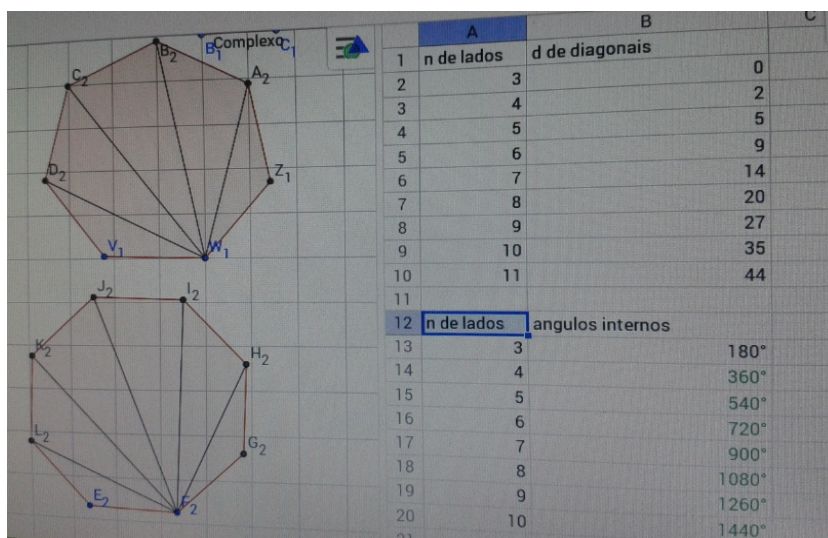 B₂
B₁ Complexo C₁
C₂
A₂
D₂
Z₁
V₁
W₁
J₂
I₂
K₂
H₂
L₂
G₂
E₂
F₂
A B C
1 n de lados d de diagonais
2 3 0
3 4 2
4 5 5
5 6 9
6 7 14
7 8 20
8 9 27
9 10 35
10 11 44
11
12 n de lados angulos internos
13 3 180°
14 4 360°
15 5 540°
16 6 720°
17 7 900°
18 8 1080°
19 9 1260°
20 10 1440°
21